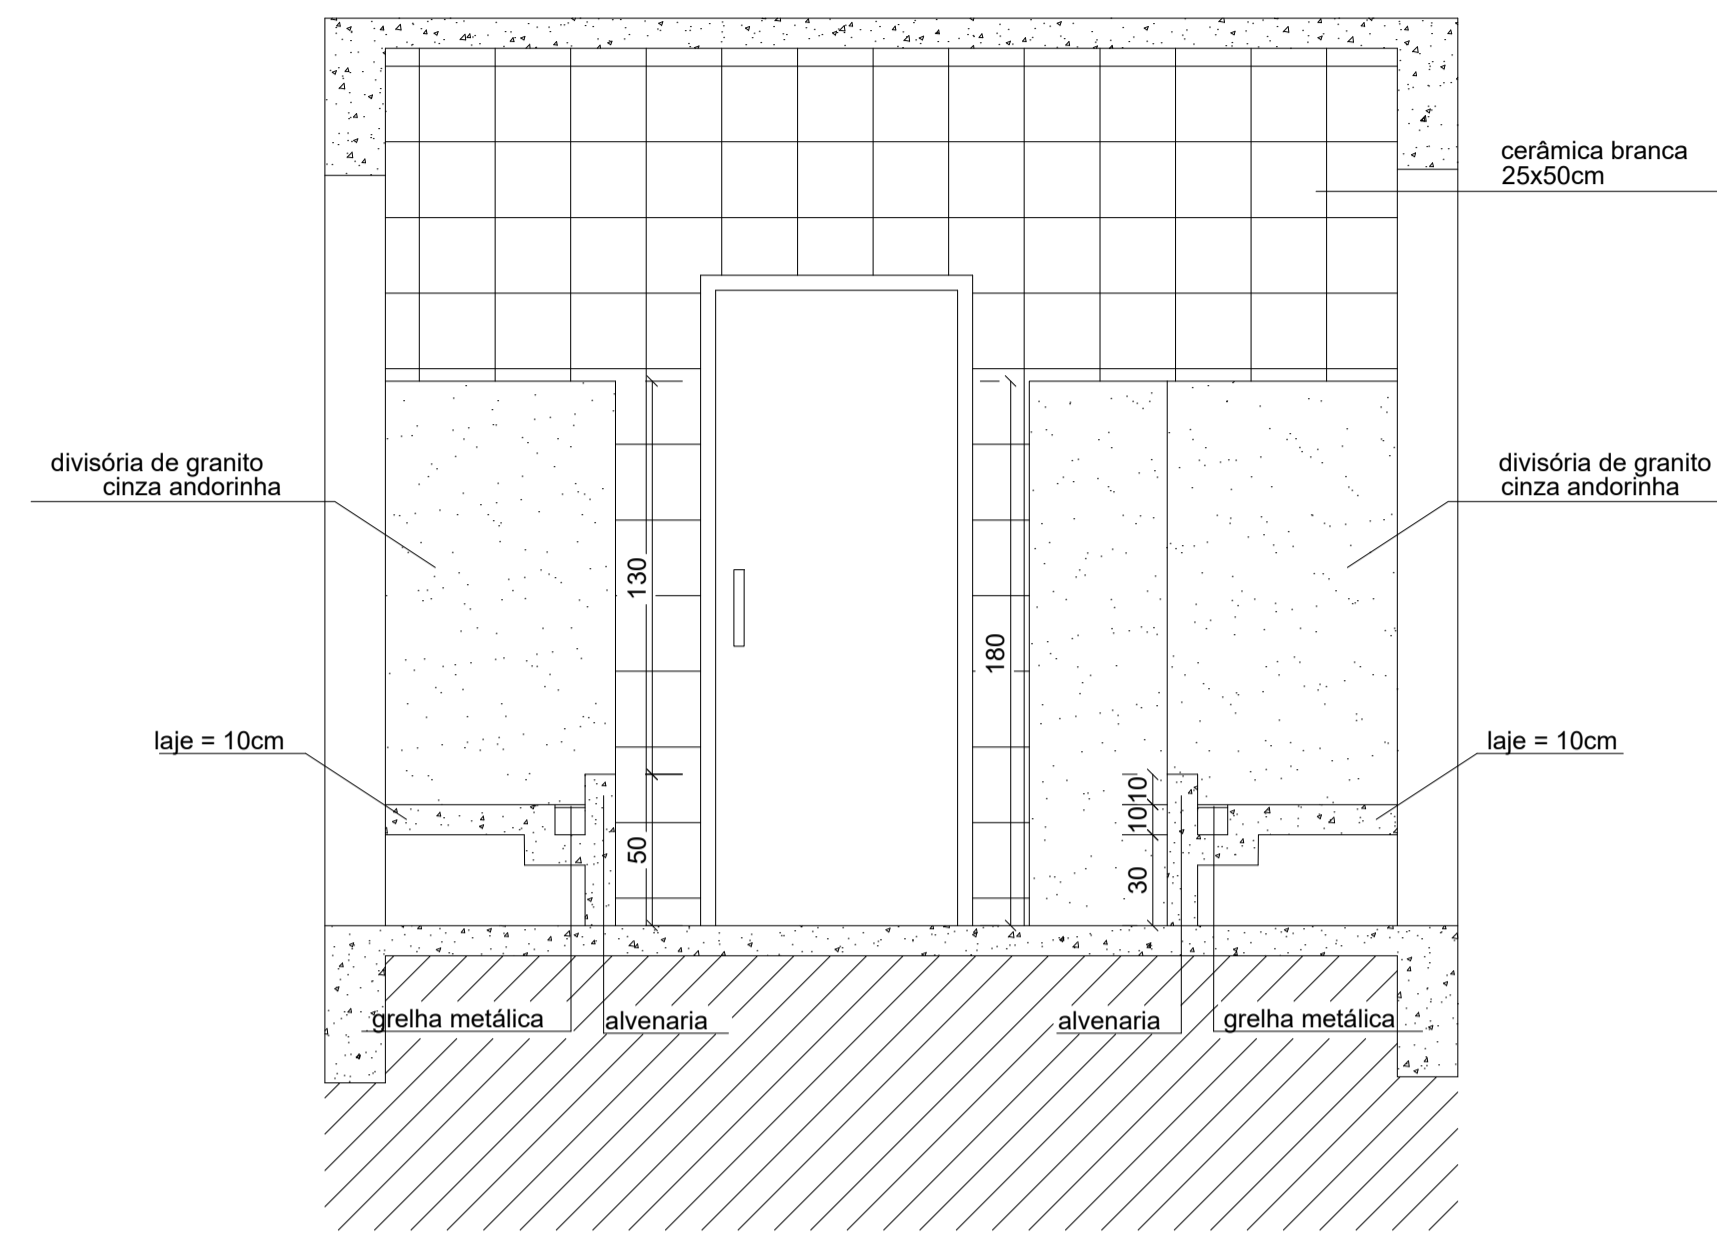 cerâmica branca
25x50cm
divisória de granito
cinza andorinha
divisória de granito
cinza andorinha
130
180
laje = 10cm
laje = 10cm
10
10
50
30
grelha metálica
alvenaria
alvenaria
grelha metálica